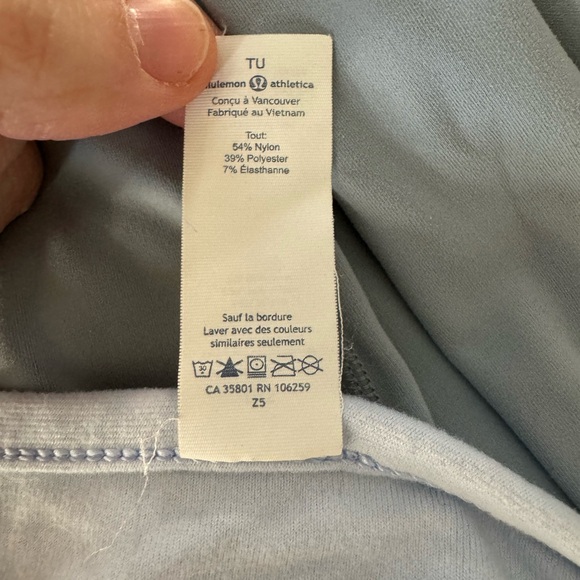 TU
lululemon athletica
Conçu à Vancouver
Fabriqué au Vietnam
Tout:
54% Nylon
39% Polyester
7% Élasthanne
Sauf la bordure
Laver avec des couleurs
similaires seulement
30
CA 35801 RN 106259
Z5